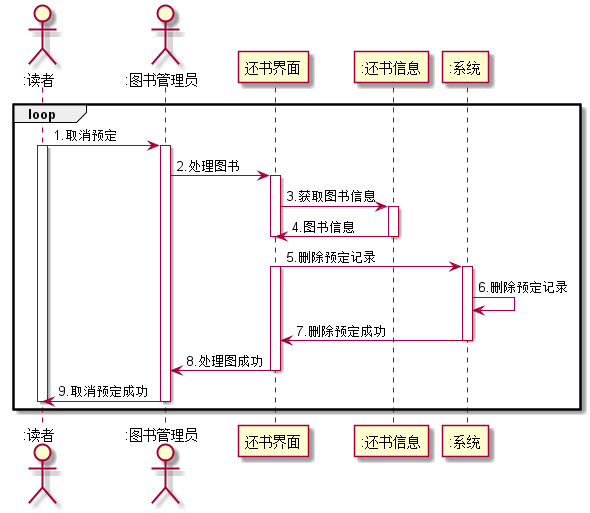 :读者
:图书管理员
还书界面
:还书信息
:系统
loop
1.取消预定
2.处理图书
3.获取图书信息
4.图书信息
5.删除预定记录
6.删除预定记录
7.删除预定成功
8.处理图成功
9.取消预定成功
:读者
:图书管理员
还书界面
:还书信息
:系统